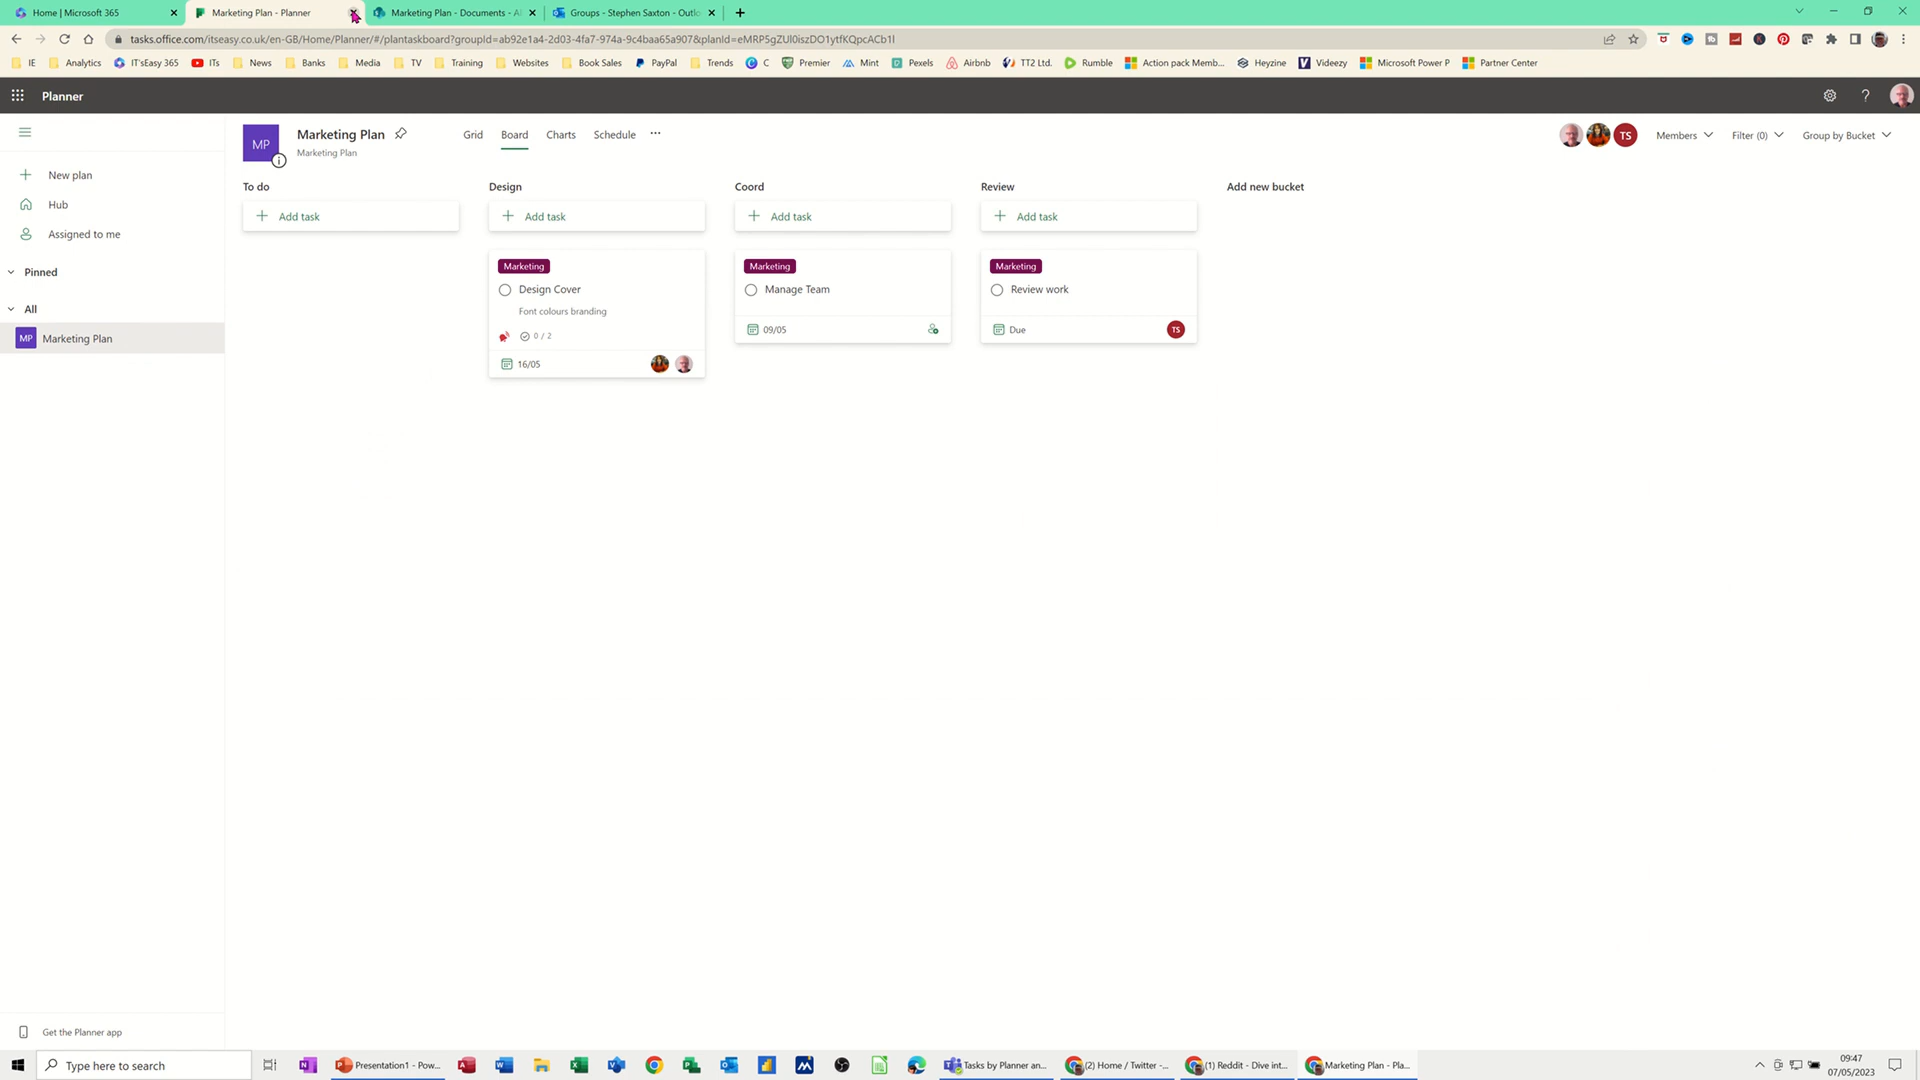 Home | Microsoft 365
Marketing Plan - Planner
Marketing Plan - Documents - Al
Groups - Stephen Saxton - Outlo
tasks.office.com/itseasy.co.uk/en-GB/Home/Planner/#/plantaskboard?groupId=ab92e1a4-2d03-4fa7-974a-9c4baa65a907&planId=eMRP5gZUl0iszDO1ytfKQpcACb1I
IE Analytics IT'sEasy 365 ITs News Banks Media TV Training Websites Book Sales PayPal Trends C Premier Mint Pexels Airbnb TT2 Ltd. Rumble Action pack Memb... Heyzine Videezy Microsoft Power P Partner Center
Planner
MP
Marketing Plan
Marketing Plan
Grid Board Charts Schedule ...
TS
Members
Filter (0)
Group by Bucket
New plan
Hub
Assigned to me
Pinned
All
MP Marketing Plan
To do
Add task
Design
Add task
Marketing
Design Cover
Font colours branding
0 / 2
16/05
Coord
Add task
Marketing
Manage Team
09/05
Review
Add task
Marketing
Review work
Due
TS
Add new bucket
Get the Planner app
Type here to search
Presentation1 - Pow...
Tasks by Planner an...
(2) Home / Twitter -...
(1) Reddit - Dive int...
Marketing Plan - Pla...
09:47
07/05/2023